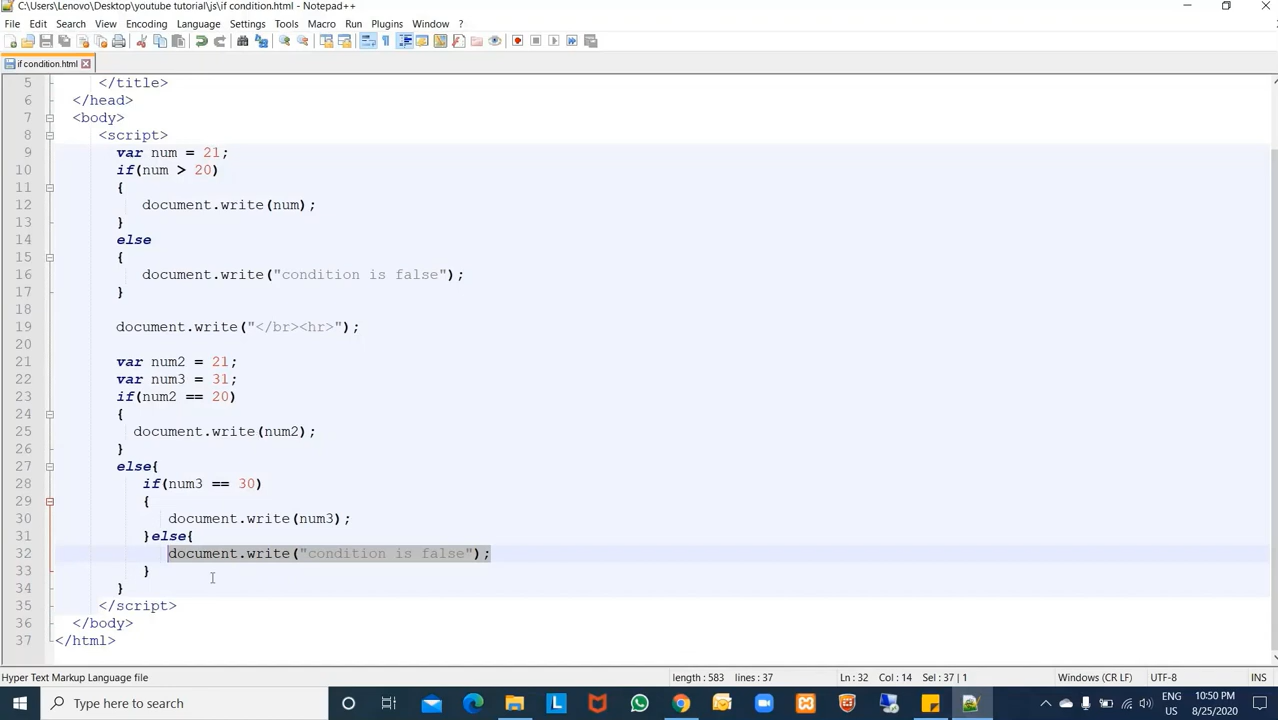 C:\Users\Lenovo\Desktop\youtube tutorial\js\if condition.html - Notepad++
File Edit Search View Encoding Language Settings Tools Macro Run Plugins Window ?
if condition.html
5 </title>
6 </head>
7 <body>
8 <script>
9 var num = 21;
10 if(num > 20)
11 {
12 document.write(num);
13 }
14 else
15 {
16 document.write("condition is false");
17 }
18
19 document.write("</br><hr>");
20
21 var num2 = 21;
22 var num3 = 31;
23 if(num2 == 20)
24 {
25 document.write(num2);
26 }
27 else{
28 if(num3 == 30)
29 {
30 document.write(num3);
31 }else{
32 document.write("condition is false");
33 }
34 }
35 </script>
36 </body>
37 </html>
Hyper Text Markup Language file length : 583 lines : 37 Ln : 32 Col : 14 Sel : 37 | 1 Windows (CR LF) UTF-8 INS
Type here to search
ENG
US
10:50 PM
8/25/2020